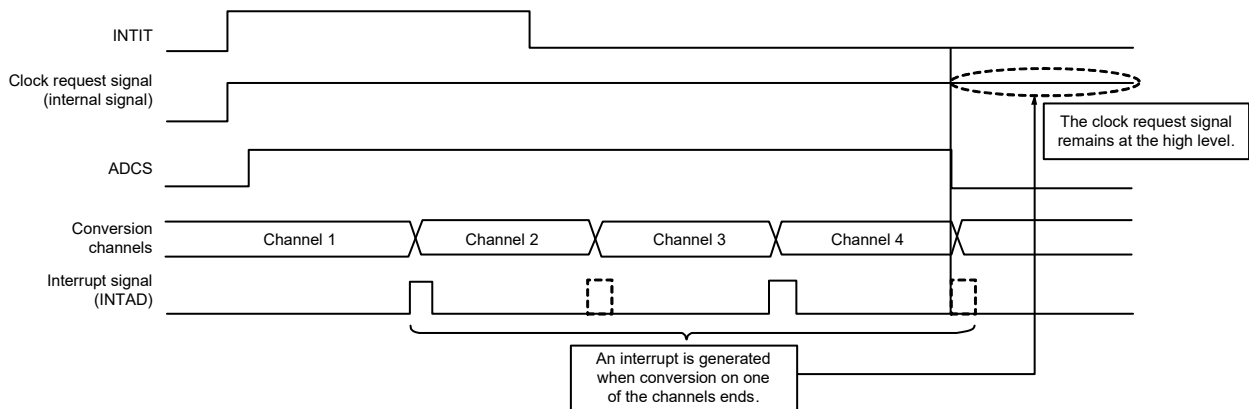 INTIT
Clock request signal
(internal signal)
The clock request signal
remains at the high level.
ADCS
Conversion
channels
Channel 1
Channel 2
Channel 3
Channel 4
Interrupt signal
(INTAD)
An interrupt is generated
when conversion on one
of the channels ends.